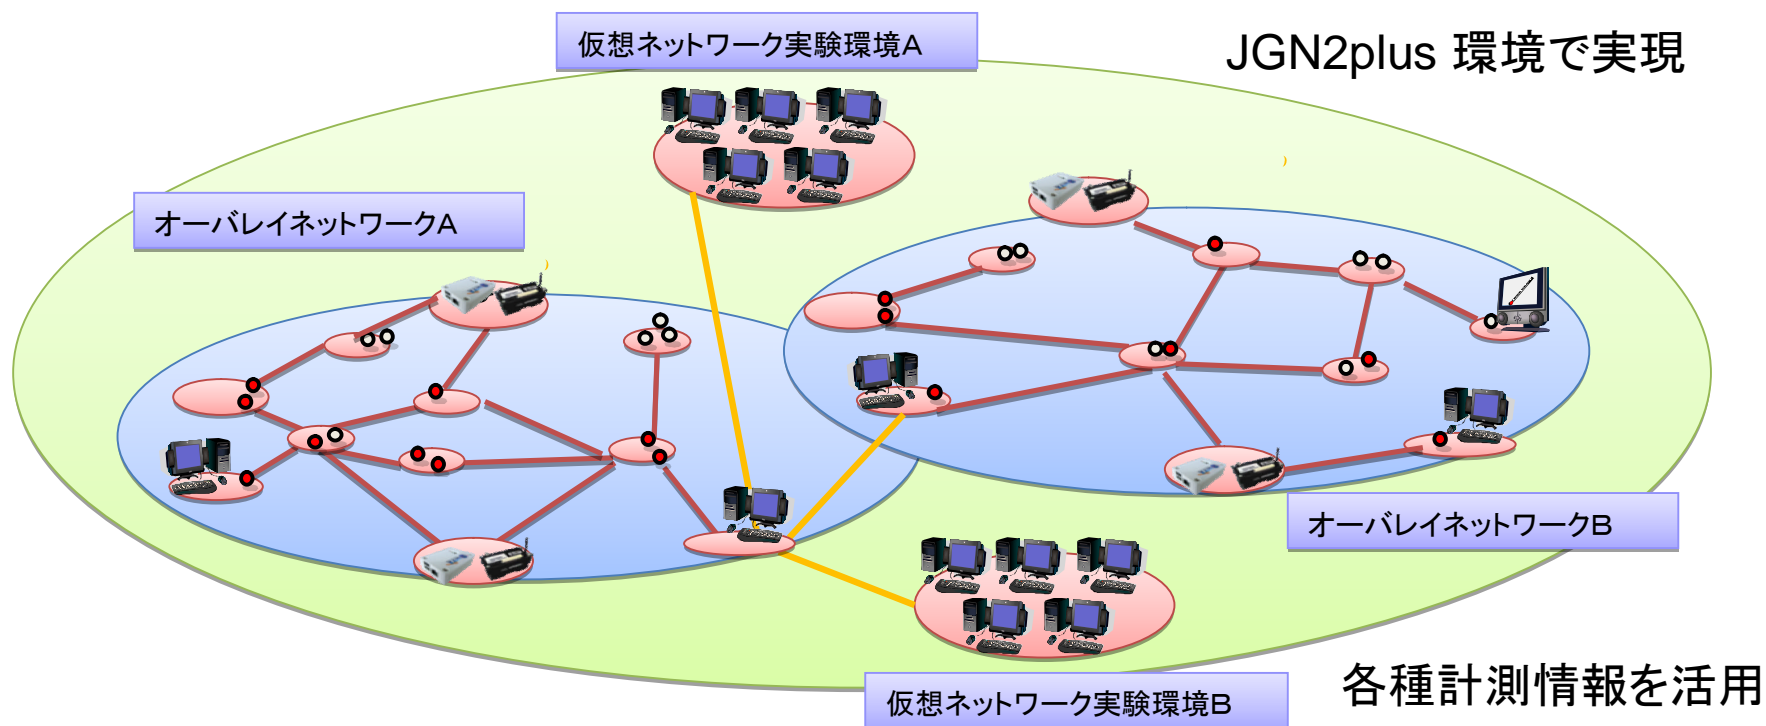 仮想ネットワーク実験環境A
JGN2plus 環境で実現
オーバレイネットワークA
オーバレイネットワークB
仮想ネットワーク実験環境B
各種計測情報を活用